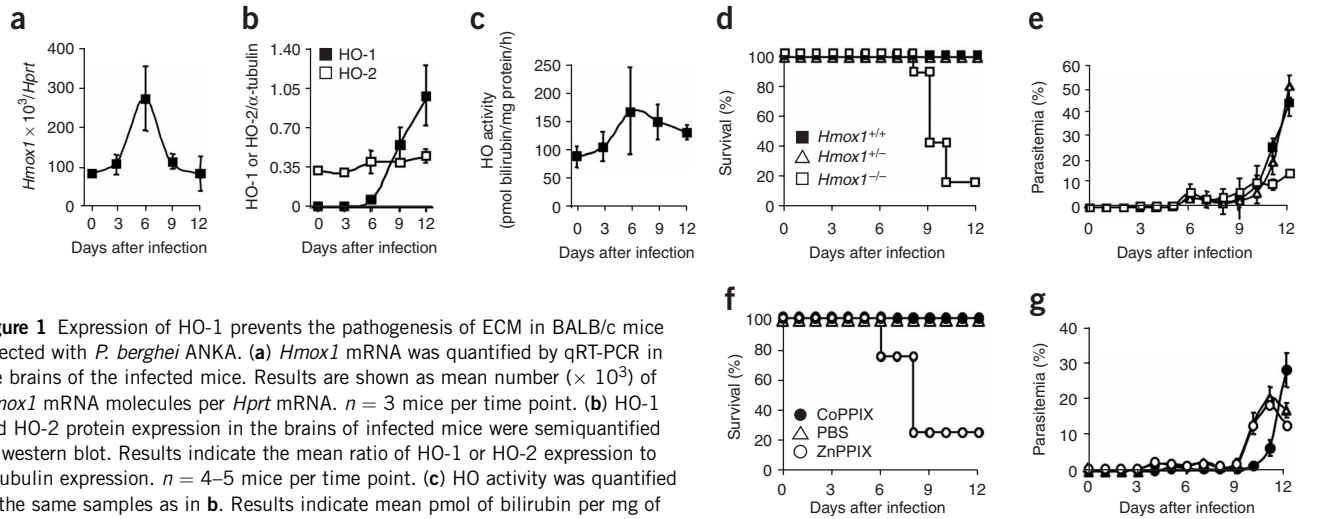 a
Hmox1 × 10³/Hprt
400
300
200
100
0
0 3 6 9 12
Days after infection
b
HO-1 or HO-2/α-tubulin
1.40
1.05
0.70
0.35
0
HO-1
HO-2
0 3 6 9 12
Days after infection
c
HO activity
(pmol bilirubin/mg protein/h)
250
200
150
100
50
0
0 3 6 9 12
Days after infection
d
Survival (%)
100
80
60
40
20
0
Hmox1+/+
Hmox1+/–
Hmox1–/–
0 3 6 9 12
Days after infection
e
Parasitemia (%)
60
50
40
30
20
10
0
0 3 6 9 12
Days after infection
f
Survival (%)
100
80
60
40
20
0
CoPPIX
PBS
ZnPPIX
0 3 6 9 12
Days after infection
g
Parasitemia (%)
40
30
20
10
0
0 3 6 9 12
Days after infection
gure 1 Expression of HO-1 prevents the pathogenesis of ECM in BALB/c mice
ected with P. berghei ANKA. (a) Hmox1 mRNA was quantified by qRT-PCR in
e brains of the infected mice. Results are shown as mean number (× 10³) of
mox1 mRNA molecules per Hprt mRNA. n = 3 mice per time point. (b) HO-1
d HO-2 protein expression in the brains of infected mice were semiquantified
western blot. Results indicate the mean ratio of HO-1 or HO-2 expression to
ubulin expression. n = 4–5 mice per time point. (c) HO activity was quantified
the same samples as in b. Results indicate mean pmol of bilirubin per mg of